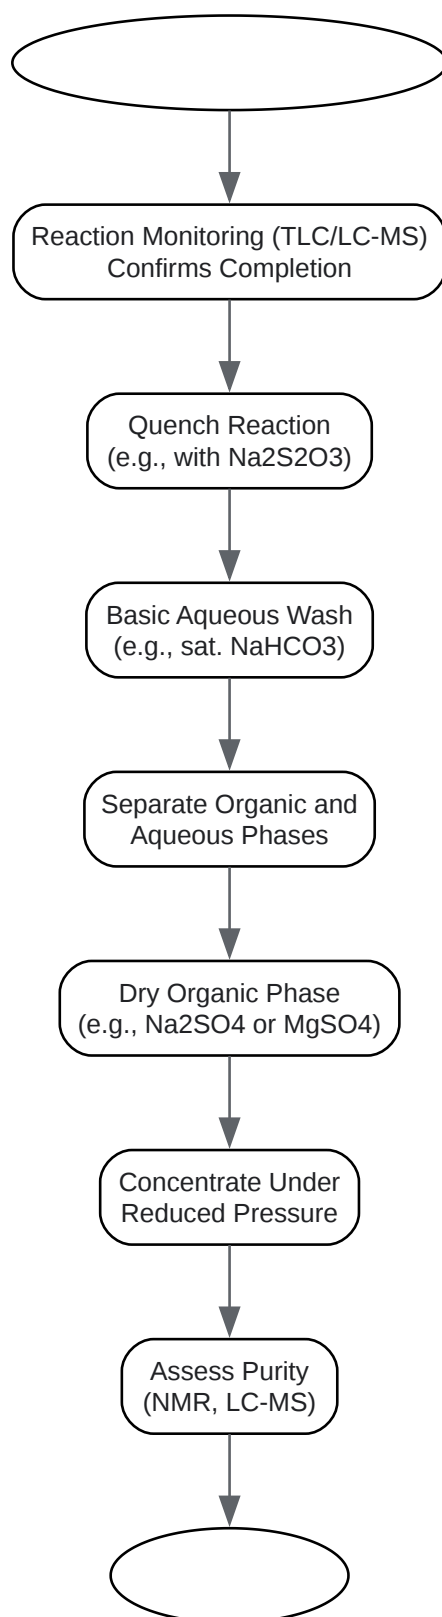 Reaction Monitoring (TLC/LC-MS)
Confirms Completion
Quench Reaction
(e.g., with Na2S2O3)
Basic Aqueous Wash
(e.g., sat. NaHCO3)
Separate Organic and
Aqueous Phases
Dry Organic Phase
(e.g., Na2SO4 or MgSO4)
Concentrate Under
Reduced Pressure
Assess Purity
(NMR, LC-MS)